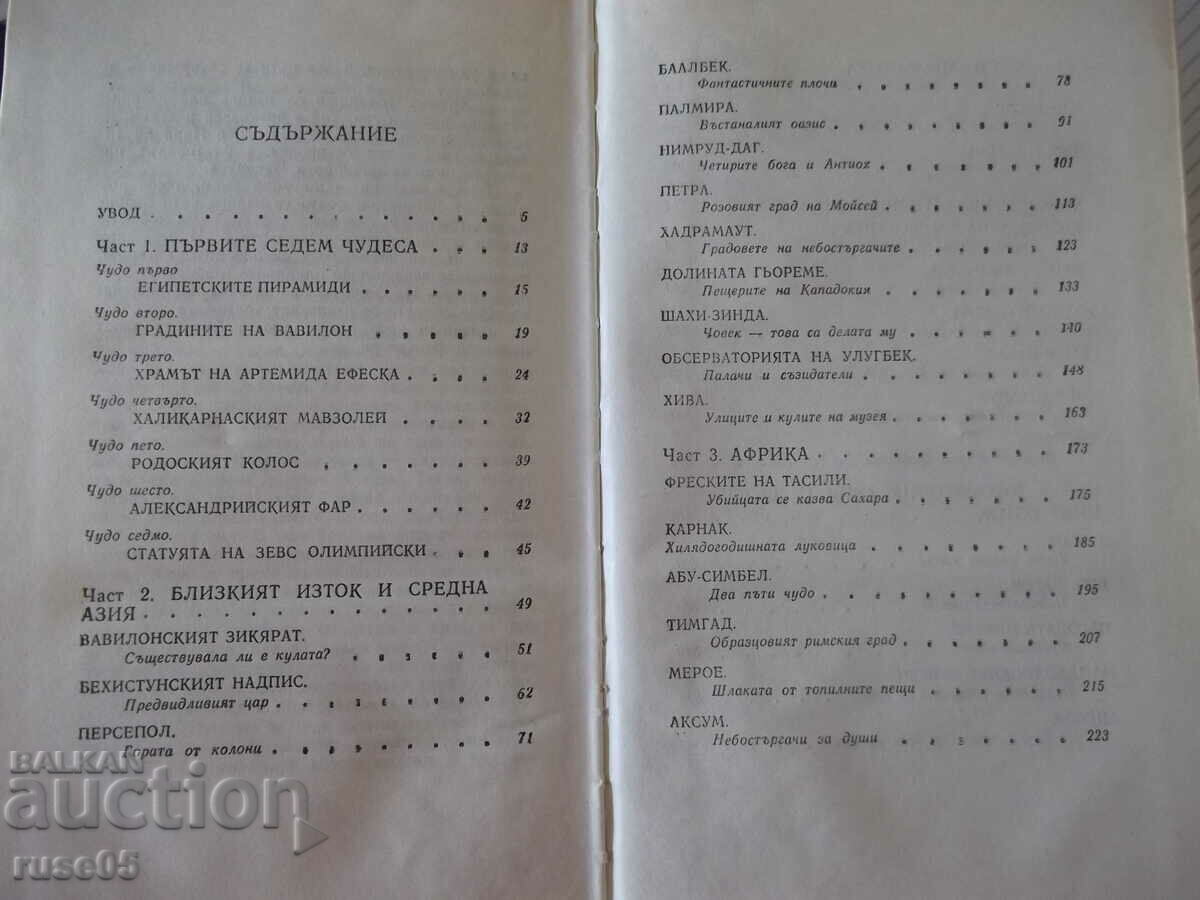 СЪДЪРЖАНИЕ
УВОД 5
Част 1. ПЪРВИТЕ СЕДЕМ ЧУДЕСА 13
Чудо първо
ЕГИПЕТСКИТЕ ПИРАМИДИ 15
Чудо второ.
ГРАДИНИТЕ НА ВАВИЛОН 19
Чудо трето.
ХРАМЪТ НА АРТЕМИДА ЕФЕСКА 24
Чудо четвърто.
ХАЛИКАРНАСКИЯТ МАВЗОЛЕЙ 32
Чудо пето.
РОДОСКИЯТ КОЛОС 39
Чудо шесто.
АЛЕКСАНДРИЙСКИЯТ ФАР 42
Чудо седмо.
СТАТУЯТА НА ЗЕВС ОЛИМПИЙСКИ 45
Част 2. БЛИЗКИЯТ ИЗТОК И СРЕДНА
АЗИЯ 49
ВАВИЛОНСКИЯТ ЗИКЯРАТ.
Съществувала ли е кулата? 51
БЕХИСТУНСКИЯТ НАДПИС.
Предвидливият цар 62
ПЕРСЕПОЛ.
Гората от колони 71
БААЛБЕК.
Фантастичните плочи 78
ПАЛМИРА.
Въстаналият оазис 91
НИМРУД-ДАГ.
Четирите бога и Антиох 101
ПЕТРА.
Розовият град на Мойсей 113
ХАДРАМАУТ.
Градовете на небостъргачите 123
ДОЛИНАТА ГЬОРЕМЕ.
Пещерите на Кападокия 133
ШАХИ-ЗИНДА.
Човек — това са делата му 140
ОБСЕРВАТОРИЯТА НА УЛУГБЕК.
Палачи и съзидатели 148
ХИВА.
Улиците и кулите на музея 163
Част 3. АФРИКА 173
ФРЕСКИТЕ НА ТАСИЛИ.
Убийцата се казва Сахара 175
КАРНАК.
Хилядогодишната луковица 185
АБУ-СИМБЕЛ.
Два пъти чудо 195
ТИМГАД.
Образцовият римския град 207
МЕРОЕ.
Шлаката от топилните пещи 215
АКСУМ.
Небостъргачи за души 223
BALKAN
auction
ruse05